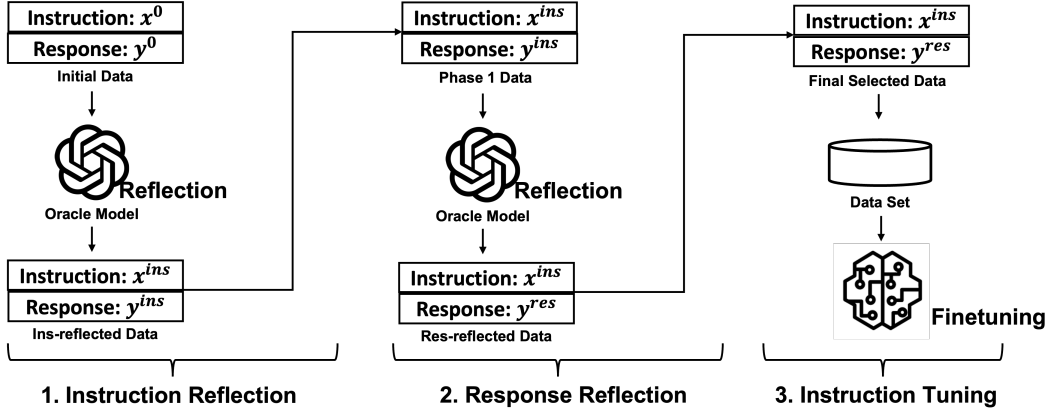 Instruction: x^0
Response: y^0
Initial Data
Reflection
Oracle Model
Instruction: x^ins
Response: y^ins
Ins-reflected Data
1. Instruction Reflection
Instruction: x^ins
Response: y^ins
Phase 1 Data
Reflection
Oracle Model
Instruction: x^ins
Response: y^res
Res-reflected Data
2. Response Reflection
Instruction: x^ins
Response: y^res
Final Selected Data
Data Set
Finetuning
3. Instruction Tuning